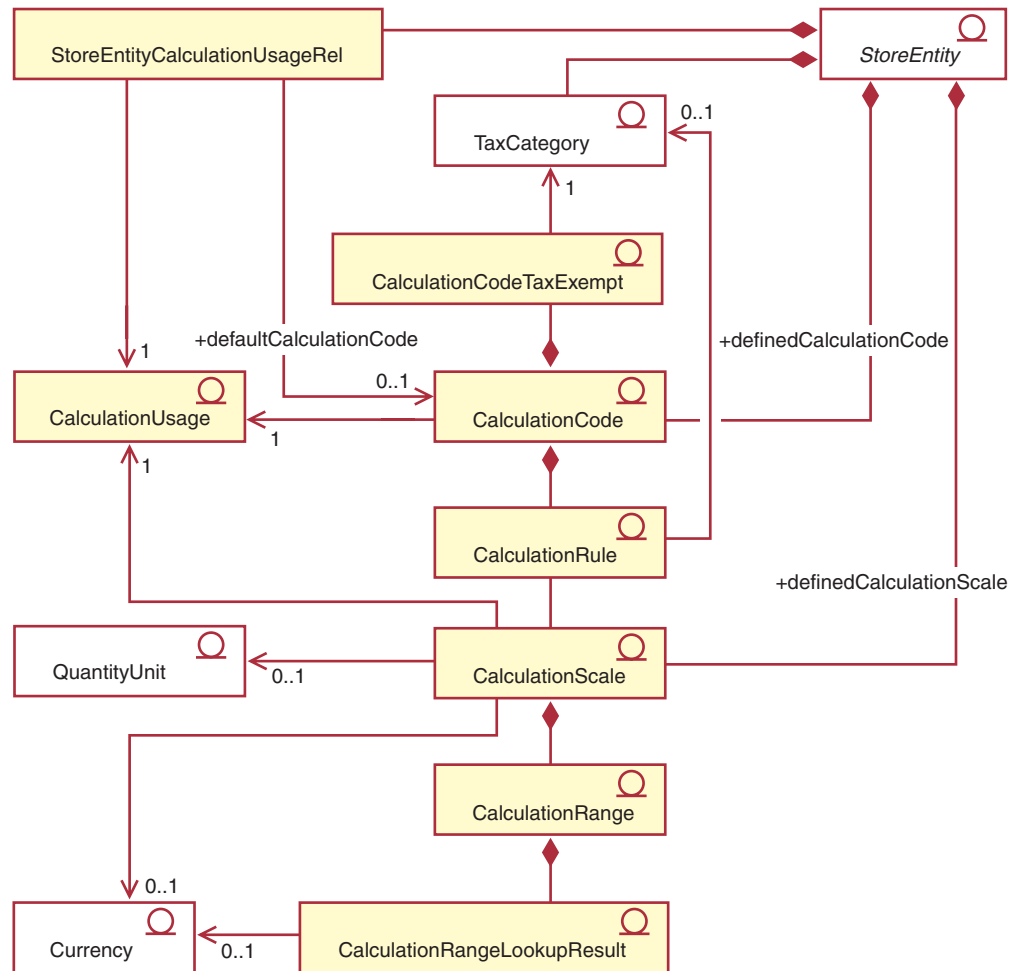 StoreEntityCalculationUsageRel
StoreEntity
TaxCategory
0..1
1
CalculationCodeTaxExempt
+defaultCalculationCode
+definedCalculationCode
1
0..1
CalculationUsage
CalculationCode
1
1
CalculationRule
+definedCalculationScale
QuantityUnit
0..1
CalculationScale
CalculationRange
0..1
Currency
0..1
CalculationRangeLookupResult